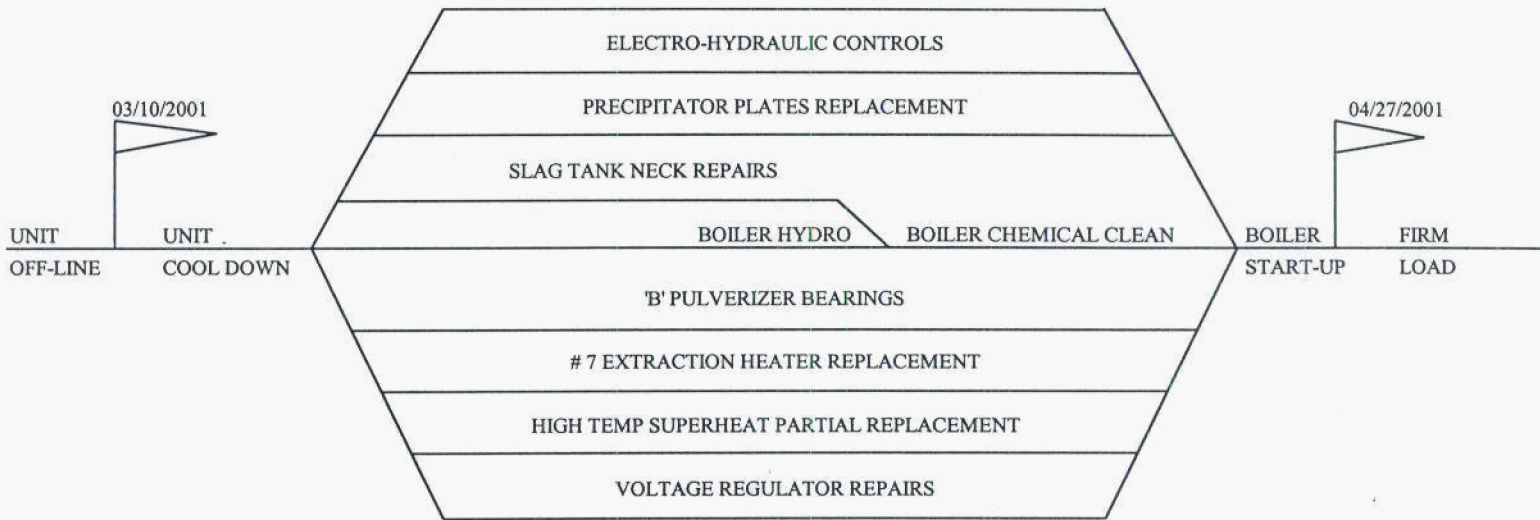 ELECTRO-HYDRAULIC CONTROLS
PRECIPITATOR PLATES REPLACEMENT
03/10/2001
04/27/2001
SLAG TANK NECK REPAIRS
UNIT
OFF-LINE
UNIT
COOL DOWN
BOILER HYDRO
BOILER CHEMICAL CLEAN
BOILER
START-UP
FIRM
LOAD
'B' PULVERIZER BEARINGS
# 7 EXTRACTION HEATER REPLACEMENT
HIGH TEMP SUPERHEAT PARTIAL REPLACEMENT
VOLTAGE REGULATOR REPAIRS